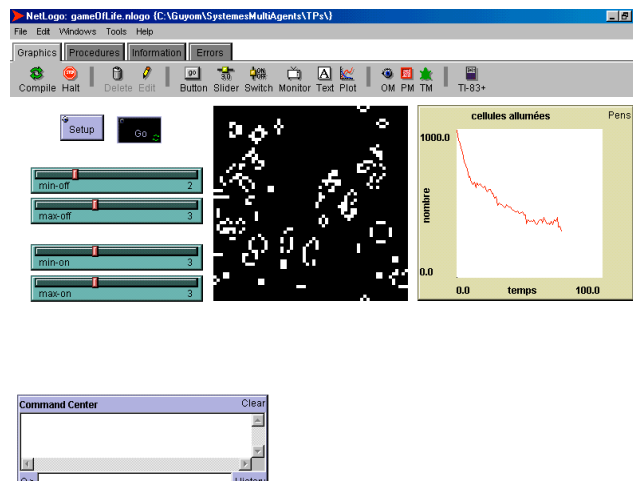 NetLogo: gameOfLife.nlogo {C:\Guyom\SystemesMultiAgents\TPs\}
File Edit Windows Tools Help
Graphics Procedures Information Errors
Compile Halt Delete Edit Button Slider Switch Monitor Text Plot OM PM TM TI-83+
Setup Go
min-off 2
max-off 3
min-on 3
max-on 3
cellules allumées Pens
1000.0
nombre
0.0
0.0 temps 100.0
Command Center Clear
O> History